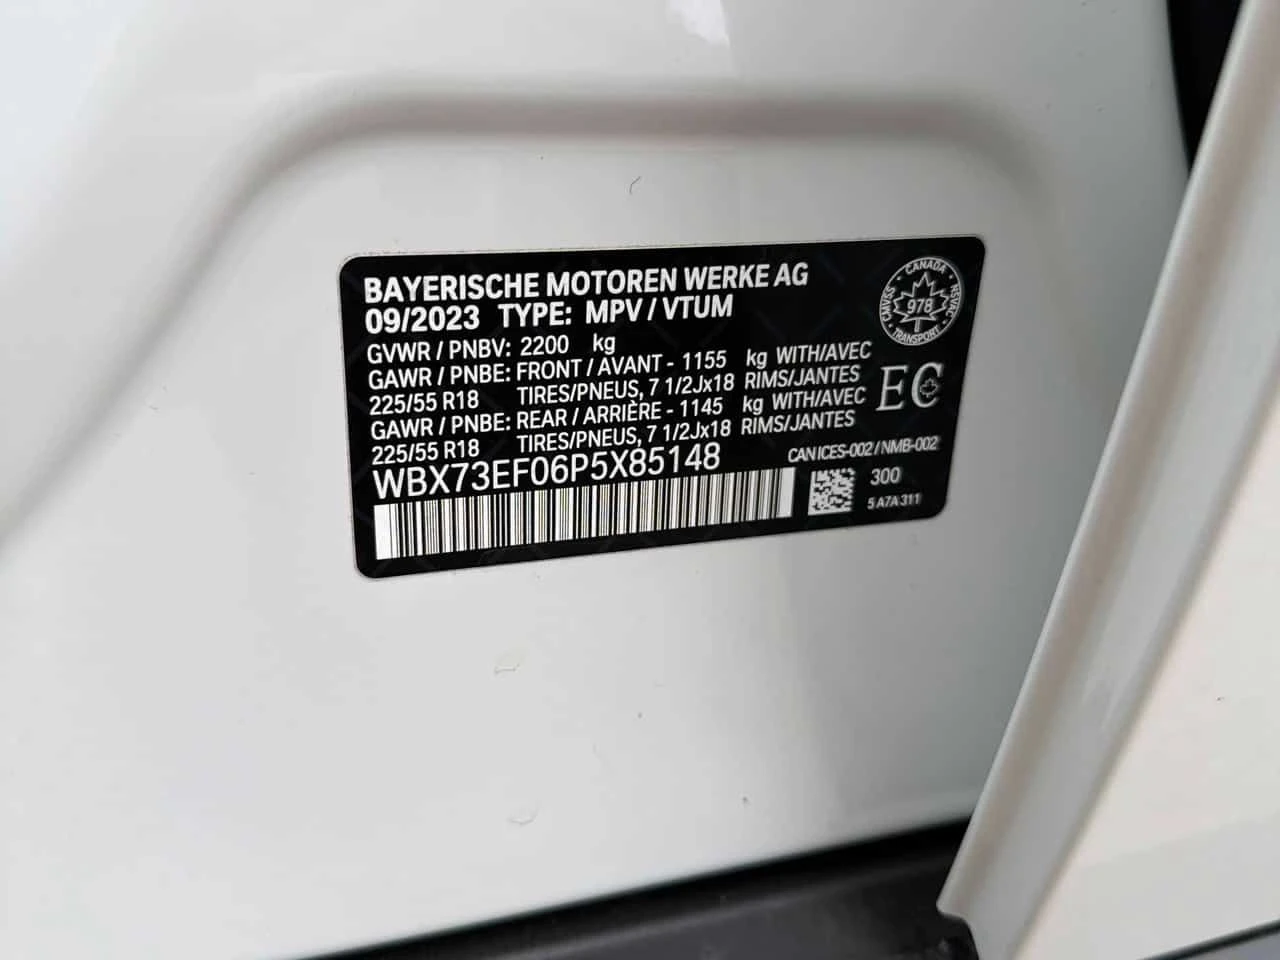 BAYERISCHE MOTOREN WERKE AG
09/2023 TYPE: MPV / VTUM
GVWR / PNBV: 2200 kg
GAWR / PNBE: FRONT / AVANT - 1155 kg WITH/AVEC
225/55 R18 TIRES/PNEUS, 7 1/2Jx18 RIMS/JANTES
GAWR / PNBE: REAR / ARRIÈRE - 1145 kg WITH/AVEC
225/55 R18 TIRES/PNEUS, 7 1/2Jx18 RIMS/JANTES
WBX73EF06P5X85148
CANADA
CMVSS
978
NSVAC
TRANSPORT
EC
CAN ICES-002 / NMB-002
300
5 A7A 311